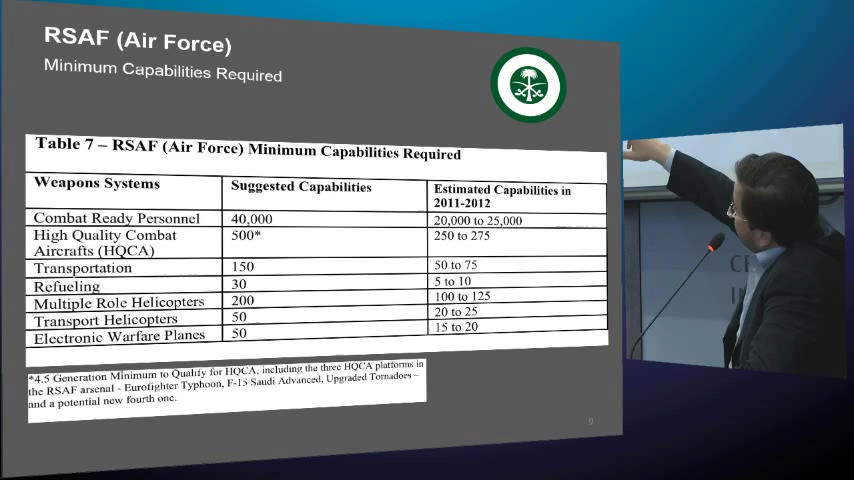 RSAF (Air Force)
Minimum Capabilities Required
Table 7 – RSAF (Air Force) Minimum Capabilities Required
Weapons Systems Suggested Capabilities Estimated Capabilities in
2011-2012
Combat Ready Personnel 40,000 20,000 to 25,000
High Quality Combat 500* 250 to 275
Aircrafts (HQCA)
Transportation 150 50 to 75
Refueling 30 5 to 10
Multiple Role Helicopters 200 100 to 125
Transport Helicopters 50 20 to 25
Electronic Warfare Planes 50 15 to 20
*4.5 Generation Minimum to Qualify for HQCA, including the three HQCA platforms in
the RSAF arsenal - Eurofighter Typhoon, F-15 Saudi Advanced, Upgraded Tornadoes –
and a potential new fourth one.
9